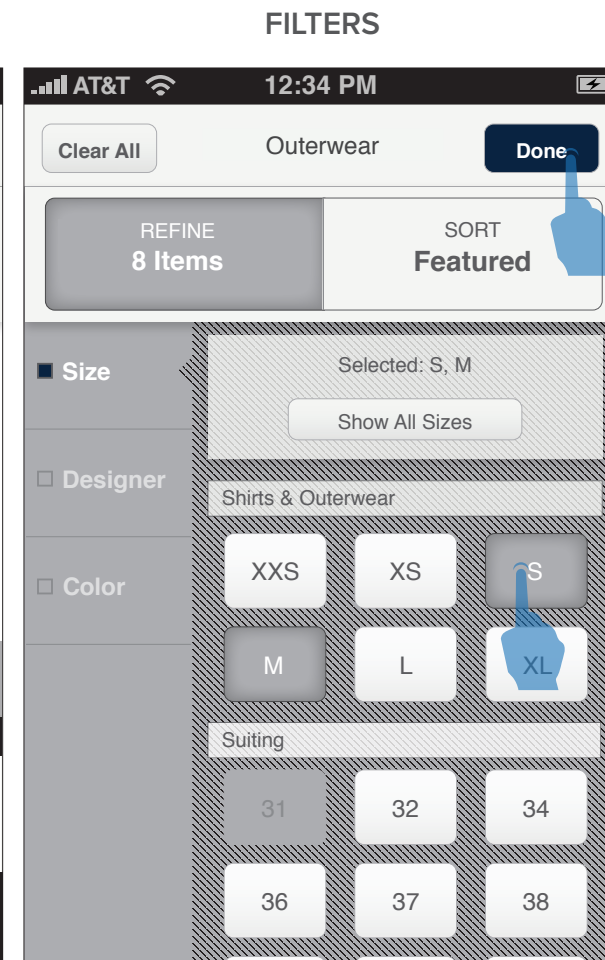 FILTERS
AT&T 12:34 PM
Clear All Outerwear Done
REFINE SORT
8 Items Featured
Size Selected: S, M
Show All Sizes
Designer
Shirts & Outerwear
XXS XS S
Color
M L XL
Suiting
31 32 34
36 37 38